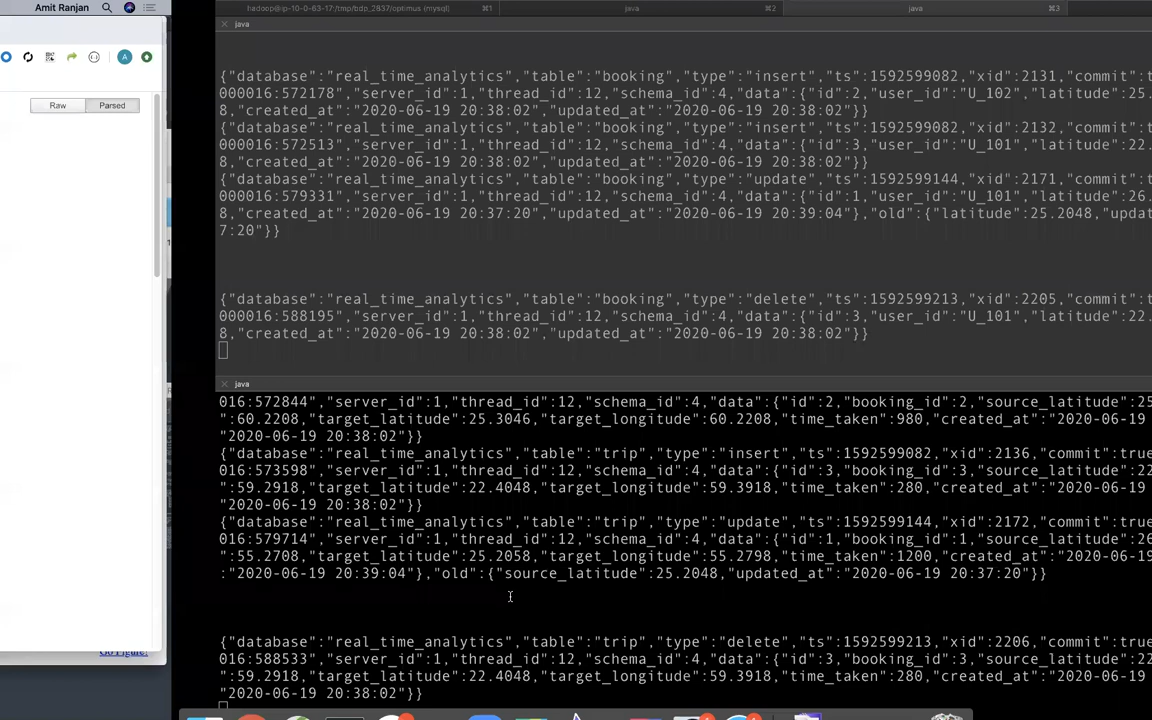 Amit Ranjan
A
Raw Parsed
hadoop@ip-10-0-63-17:/tmp/bdp_2837/optimus (mysql) ⌘1 java ⌘2 java ⌘3
java
{"database":"real_time_analytics","table":"booking","type":"insert","ts":1592599082,"xid":2131,"commit":t
000016:572178","server_id":1,"thread_id":12,"schema_id":4,"data":{"id":2,"user_id":"U_102","latitude":25.
8,"created_at":"2020-06-19 20:38:02","updated_at":"2020-06-19 20:38:02"}}
{"database":"real_time_analytics","table":"booking","type":"insert","ts":1592599082,"xid":2132,"commit":t
000016:572513","server_id":1,"thread_id":12,"schema_id":4,"data":{"id":3,"user_id":"U_101","latitude":22.
8,"created_at":"2020-06-19 20:38:02","updated_at":"2020-06-19 20:38:02"}}
{"database":"real_time_analytics","table":"booking","type":"update","ts":1592599144,"xid":2171,"commit":t
000016:579331","server_id":1,"thread_id":12,"schema_id":4,"data":{"id":1,"user_id":"U_101","latitude":26.
8,"created_at":"2020-06-19 20:37:20","updated_at":"2020-06-19 20:39:04"},"old":{"latitude":25.2048,"updat
7:20"}}
{"database":"real_time_analytics","table":"booking","type":"delete","ts":1592599213,"xid":2205,"commit":t
000016:588195","server_id":1,"thread_id":12,"schema_id":4,"data":{"id":3,"user_id":"U_101","latitude":22.
8,"created_at":"2020-06-19 20:38:02","updated_at":"2020-06-19 20:38:02"}}
java
016:572844","server_id":1,"thread_id":12,"schema_id":4,"data":{"id":2,"booking_id":2,"source_latitude":25
":60.2208,"target_latitude":25.3046,"target_longitude":60.2208,"time_taken":980,"created_at":"2020-06-19
"2020-06-19 20:38:02"}}
{"database":"real_time_analytics","table":"trip","type":"insert","ts":1592599082,"xid":2136,"commit":true
016:573598","server_id":1,"thread_id":12,"schema_id":4,"data":{"id":3,"booking_id":3,"source_latitude":22
":59.2918,"target_latitude":22.4048,"target_longitude":59.3918,"time_taken":280,"created_at":"2020-06-19
"2020-06-19 20:38:02"}}
{"database":"real_time_analytics","table":"trip","type":"update","ts":1592599144,"xid":2172,"commit":true
016:579714","server_id":1,"thread_id":12,"schema_id":4,"data":{"id":1,"booking_id":1,"source_latitude":26
":55.2708,"target_latitude":25.2058,"target_longitude":55.2798,"time_taken":1200,"created_at":"2020-06-19
:"2020-06-19 20:39:04"},"old":{"source_latitude":25.2048,"updated_at":"2020-06-19 20:37:20"}}
{"database":"real_time_analytics","table":"trip","type":"delete","ts":1592599213,"xid":2206,"commit":true
016:588533","server_id":1,"thread_id":12,"schema_id":4,"data":{"id":3,"booking_id":3,"source_latitude":22
":59.2918,"target_latitude":22.4048,"target_longitude":59.3918,"time_taken":280,"created_at":"2020-06-19
"2020-06-19 20:38:02"}}